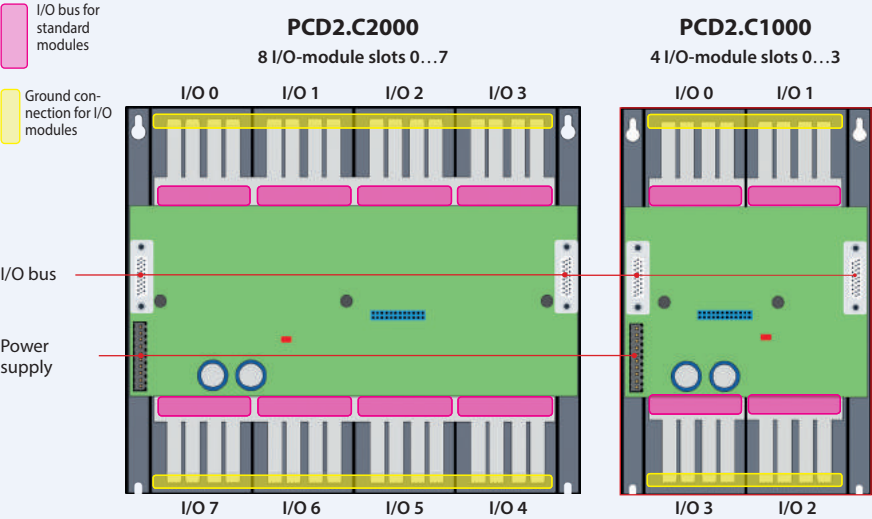 I/O bus for
standard
modules
Ground con-
nection for I/O
modules
PCD2.C2000
8 I/O-module slots 0…7
I/O 0 I/O 1 I/O 2 I/O 3
PCD2.C1000
4 I/O-module slots 0…3
I/O 0 I/O 1
I/O bus
Power
supply
I/O 7 I/O 6 I/O 5 I/O 4
I/O 3 I/O 2